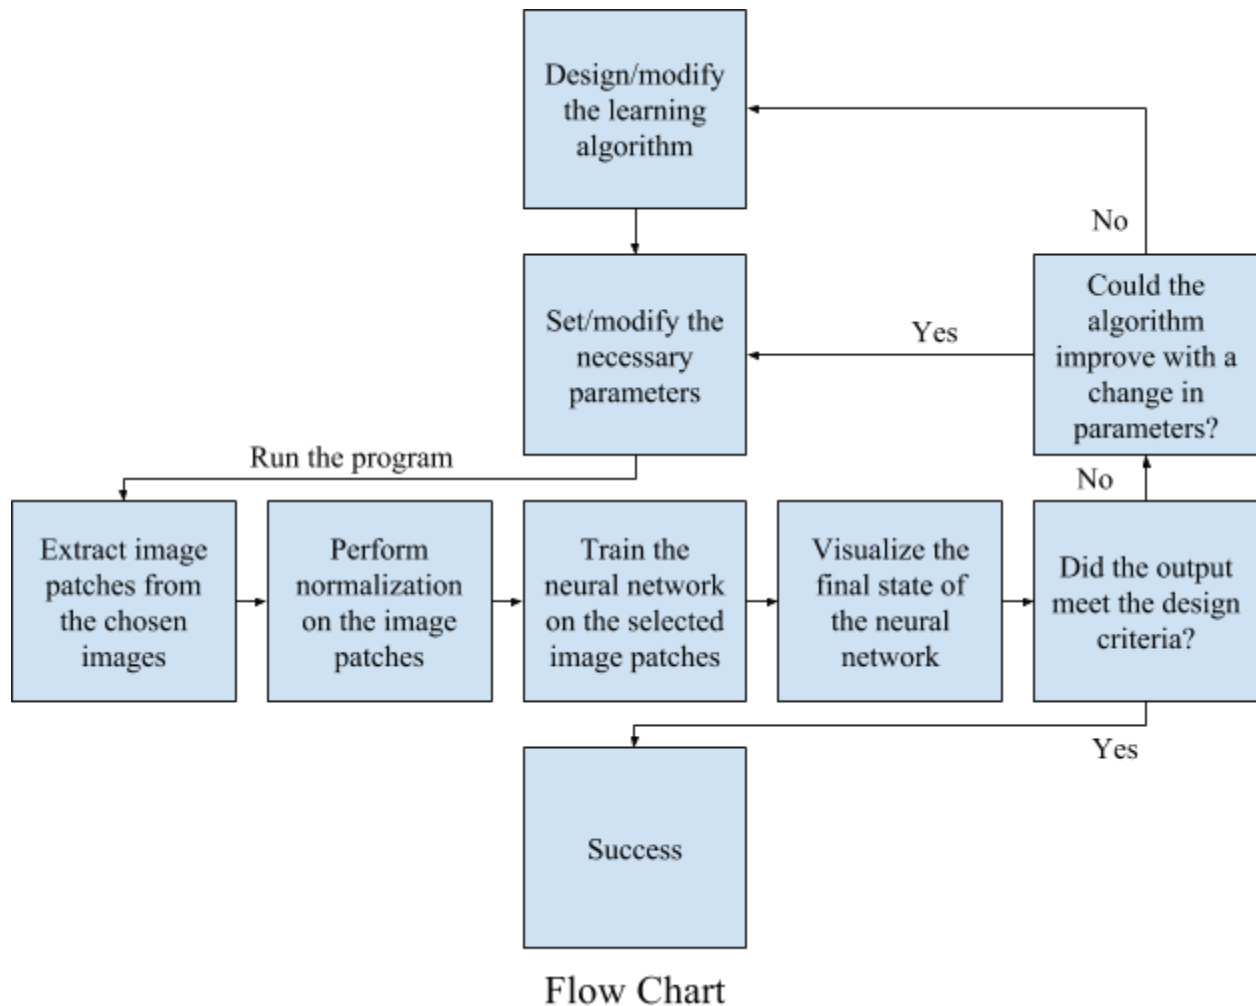 Design/modify
the learning
algorithm
No
Set/modify the
necessary
parameters
Yes
Could the
algorithm
improve with a
change in
parameters?
Run the program
No
Extract image
patches from
the chosen
images
Perform
normalization
on the image
patches
Train the
neural network
on the selected
image patches
Visualize the
final state of
the neural
network
Did the output
meet the design
criteria?
Yes
Success
Flow Chart